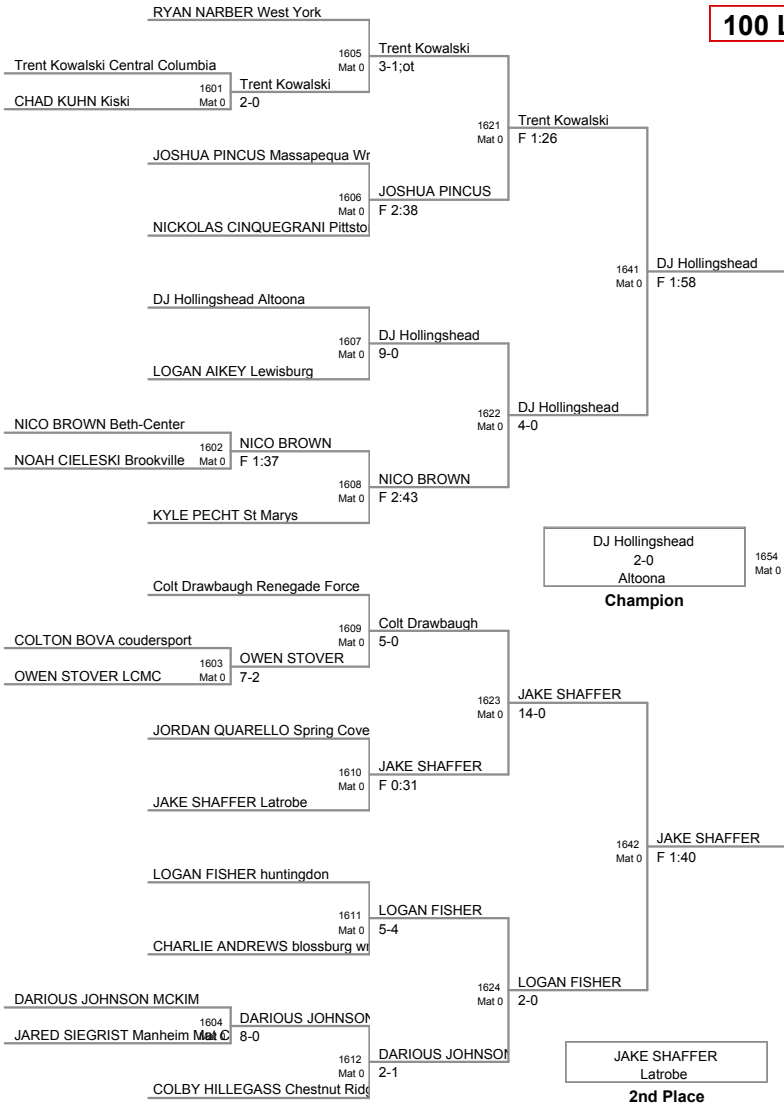 RYAN NARBER West York
100
1605
Mat 0
Trent Kowalski
3-1;ot
Trent Kowalski Central Columbia
1601
Mat 0
Trent Kowalski
2-0
CHAD KUHN Kiski
1621
Mat 0
Trent Kowalski
F 1:26
JOSHUA PINCUS Massapequa
1606
Mat 0
JOSHUA PINCUS
F 2:38
NICKOLAS CINQUEGRANI
1641
Mat 0
DJ Hollingshead
F 1:58
DJ Hollingshead Altoona
1607
Mat 0
DJ Hollingshead
9-0
LOGAN AIKEY Lewisburg
1622
Mat 0
DJ Hollingshead
4-0
NICO BROWN Beth-Center
1602
Mat 0
NICO BROWN
F 1:37
NOAH CIELESKI Brookville
1608
Mat 0
NICO BROWN
F 2:43
KYLE PECHT St Marys
DJ Hollingshead
2-0
Altoona
1654
Mat 0
Champion
Colt Drawbaugh Renegade Force
1609
Mat 0
Colt Drawbaugh
5-0
COLTON BOVA coudersport
1603
Mat 0
OWEN STOVER
7-2
OWEN STOVER LCMC
1623
Mat 0
JAKE SHAFFER
14-0
JORDAN QUARELLO Spring Cove
1610
Mat 0
JAKE SHAFFER
F 0:31
JAKE SHAFFER Latrobe
1642
Mat 0
JAKE SHAFFER
F 1:40
LOGAN FISHER huntingdon
1611
Mat 0
LOGAN FISHER
5-4
CHARLIE ANDREWS blossburg
1624
Mat 0
LOGAN FISHER
2-0
DARIOUS JOHNSON MCKIM
1604
Mat 0
DARIOUS JOHNSON
8-0
JARED SIEGRIST Manheim
1612
Mat 0
DARIOUS JOHNSON
2-1
COLBY HILLEGASS Chestnut
JAKE SHAFFER
Latrobe
2nd Place